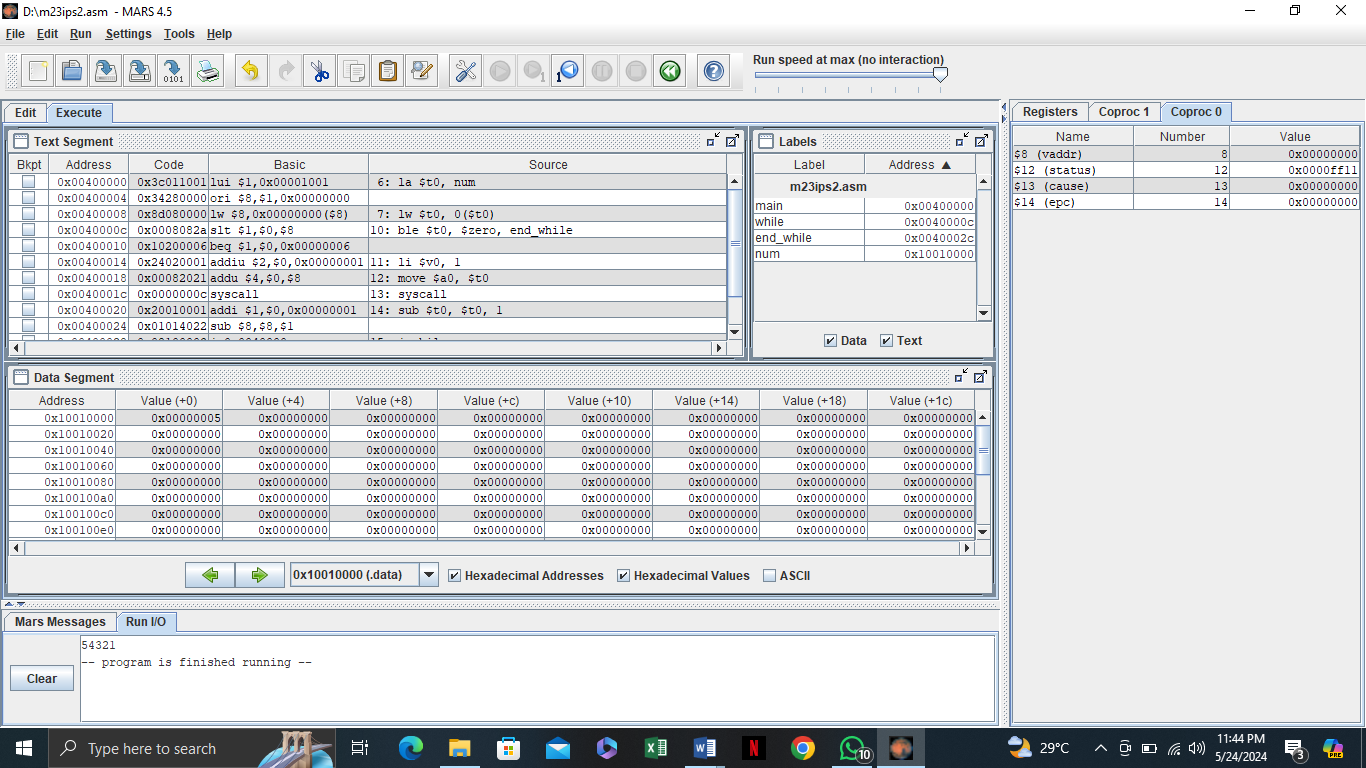 D:\m23ips2.asm - MARS 4.5
File Edit Run Settings Tools Help
Run speed at max (no interaction)
Edit Execute
Text Segment
Bkpt Address Code Basic Source
0x00400000 0x3c011001 lui $1,0x00001001 6: la $t0, num
0x00400004 0x34280000 ori $8,$1,0x00000000
0x00400008 0x8d080000 lw $8,0x00000000($8) 7: lw $t0, 0($t0)
0x0040000c 0x0008082a slt $1,$0,$8 10: ble $t0, $zero, end_while
0x00400010 0x10200006 beq $1,$0,0x00000006
0x00400014 0x24020001 addiu $2,$0,0x00000001 11: li $v0, 1
0x00400018 0x00082021 addu $4,$0,$8 12: move $a0, $t0
0x0040001c 0x0000000c syscall 13: syscall
0x00400020 0x20010001 addi $1,$0,0x00000001 14: sub $t0, $t0, 1
0x00400024 0x01014022 sub $8,$8,$1
Labels
Label Address ▲
m23ips2.asm
main 0x00400000
while 0x0040000c
end_while 0x0040002c
num 0x10010000
Data Text
Data Segment
Address Value (+0) Value (+4) Value (+8) Value (+c) Value (+10) Value (+14) Value (+18) Value (+1c)
0x10010000 0x00000005 0x00000000 0x00000000 0x00000000 0x00000000 0x00000000 0x00000000 0x00000000
0x10010020 0x00000000 0x00000000 0x00000000 0x00000000 0x00000000 0x00000000 0x00000000 0x00000000
0x10010040 0x00000000 0x00000000 0x00000000 0x00000000 0x00000000 0x00000000 0x00000000 0x00000000
0x10010060 0x00000000 0x00000000 0x00000000 0x00000000 0x00000000 0x00000000 0x00000000 0x00000000
0x10010080 0x00000000 0x00000000 0x00000000 0x00000000 0x00000000 0x00000000 0x00000000 0x00000000
0x100100a0 0x00000000 0x00000000 0x00000000 0x00000000 0x00000000 0x00000000 0x00000000 0x00000000
0x100100c0 0x00000000 0x00000000 0x00000000 0x00000000 0x00000000 0x00000000 0x00000000 0x00000000
0x100100e0 0x00000000 0x00000000 0x00000000 0x00000000 0x00000000 0x00000000 0x00000000 0x00000000
0x10010000 (.data) Hexadecimal Addresses Hexadecimal Values ASCII
Mars Messages Run I/O
54321
-- program is finished running --
Clear
Registers Coproc 1 Coproc 0
Name Number Value
$8 (vaddr) 8 0x00000000
$12 (status) 12 0x0000ff11
$13 (cause) 13 0x00000000
$14 (epc) 14 0x00000000
Type here to search
10
29°C
11:44 PM
5/24/2024
3
PRE